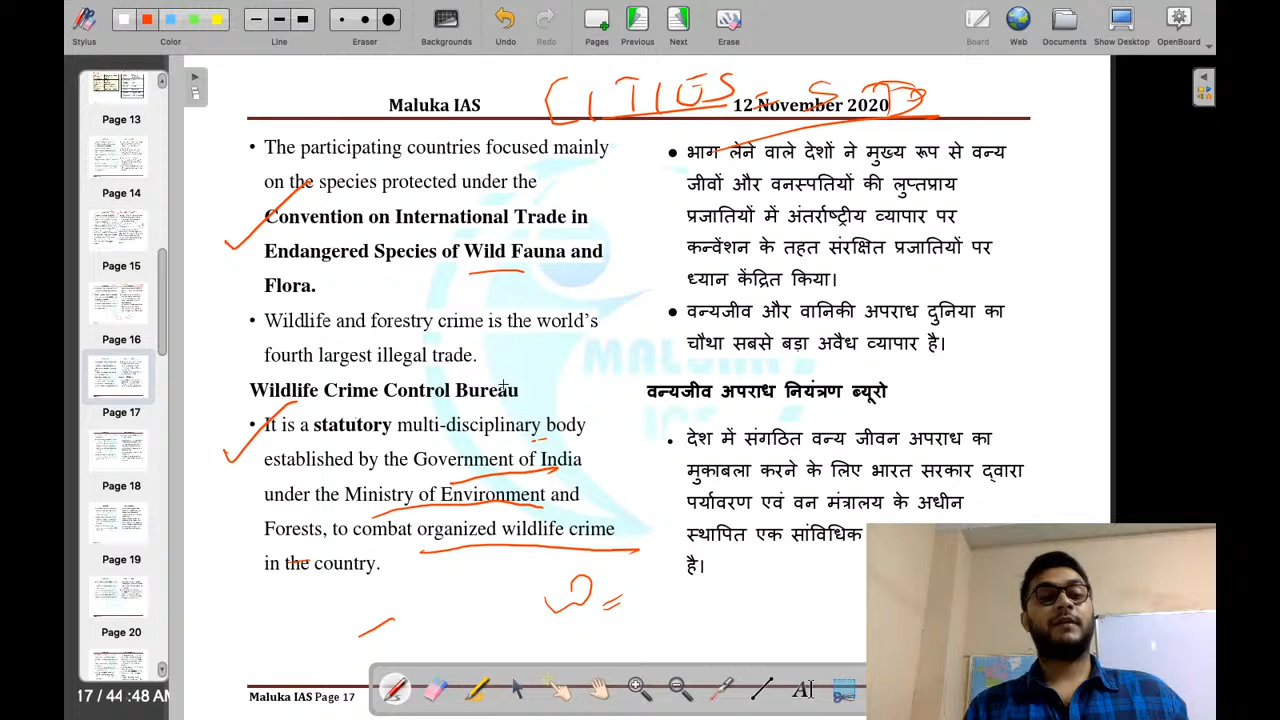 Stylus
Color
Line
Eraser
Backgrounds
Undo
Redo
Pages
Previous
Next
Erase
Board
Web
Documents
Show Desktop
OpenBoard
Page 13
Page 14
Page 15
Page 16
Page 17
Page 18
Page 19
Page 20
17 / 44
Maluka IAS
12 November 2020
• The participating countries focused mainly
on the species protected under the
Convention on International Trade in
Endangered Species of Wild Fauna and
Flora.
• Wildlife and forestry crime is the world's
fourth largest illegal trade.
Wildlife Crime Control Bureau
• It is a statutory multi-disciplinary body
established by the Government of India
under the Ministry of Environment and
Forests, to combat organized wildlife crime
in the country.
• भाग लेने वाले देशों ने मुख्य रूप से वन्य
जीवों और वनस्पतियों की लुप्तप्राय
प्रजातियों में अंतर्राष्ट्रीय व्यापार पर
कन्वेंशन के तहत संरक्षित प्रजातियों पर
ध्यान केंद्रित किया।
• वन्यजीव और वानिकी अपराध दुनिया का
चौथा सबसे बड़ा अवैध व्यापार है।
वन्यजीव अपराध नियंत्रण ब्यूरो
• देश में संगठित वन्य जीवन अपराध का
मुकाबला करने के लिए भारत सरकार द्वारा
पर्यावरण एवं वन मंत्रालय के अधीन
स्थापित एक सांविधिक
है।
Maluka IAS Page 17